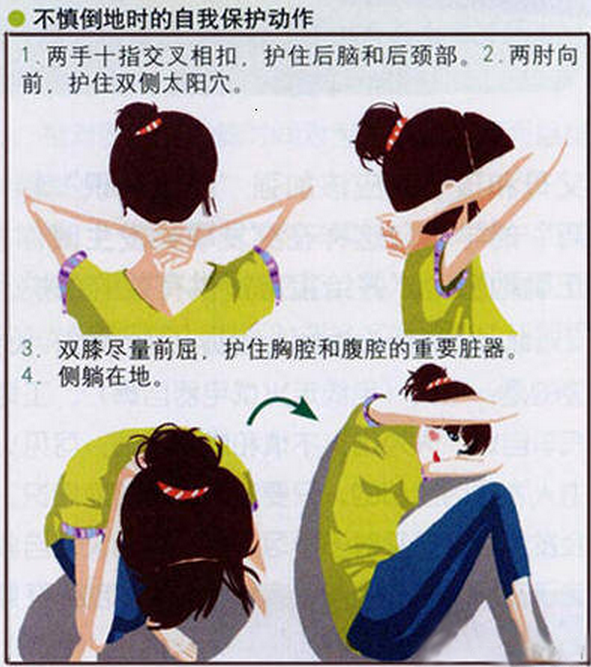 不慎倒地时的自我保护动作
1.两手十指交叉相扣,护住后脑和后颈部。2.两肘向
前,护住双侧太阳穴。
3. 双膝尽量前屈,护住胸腔和腹腔的重要脏器。
4. 侧躺在地。